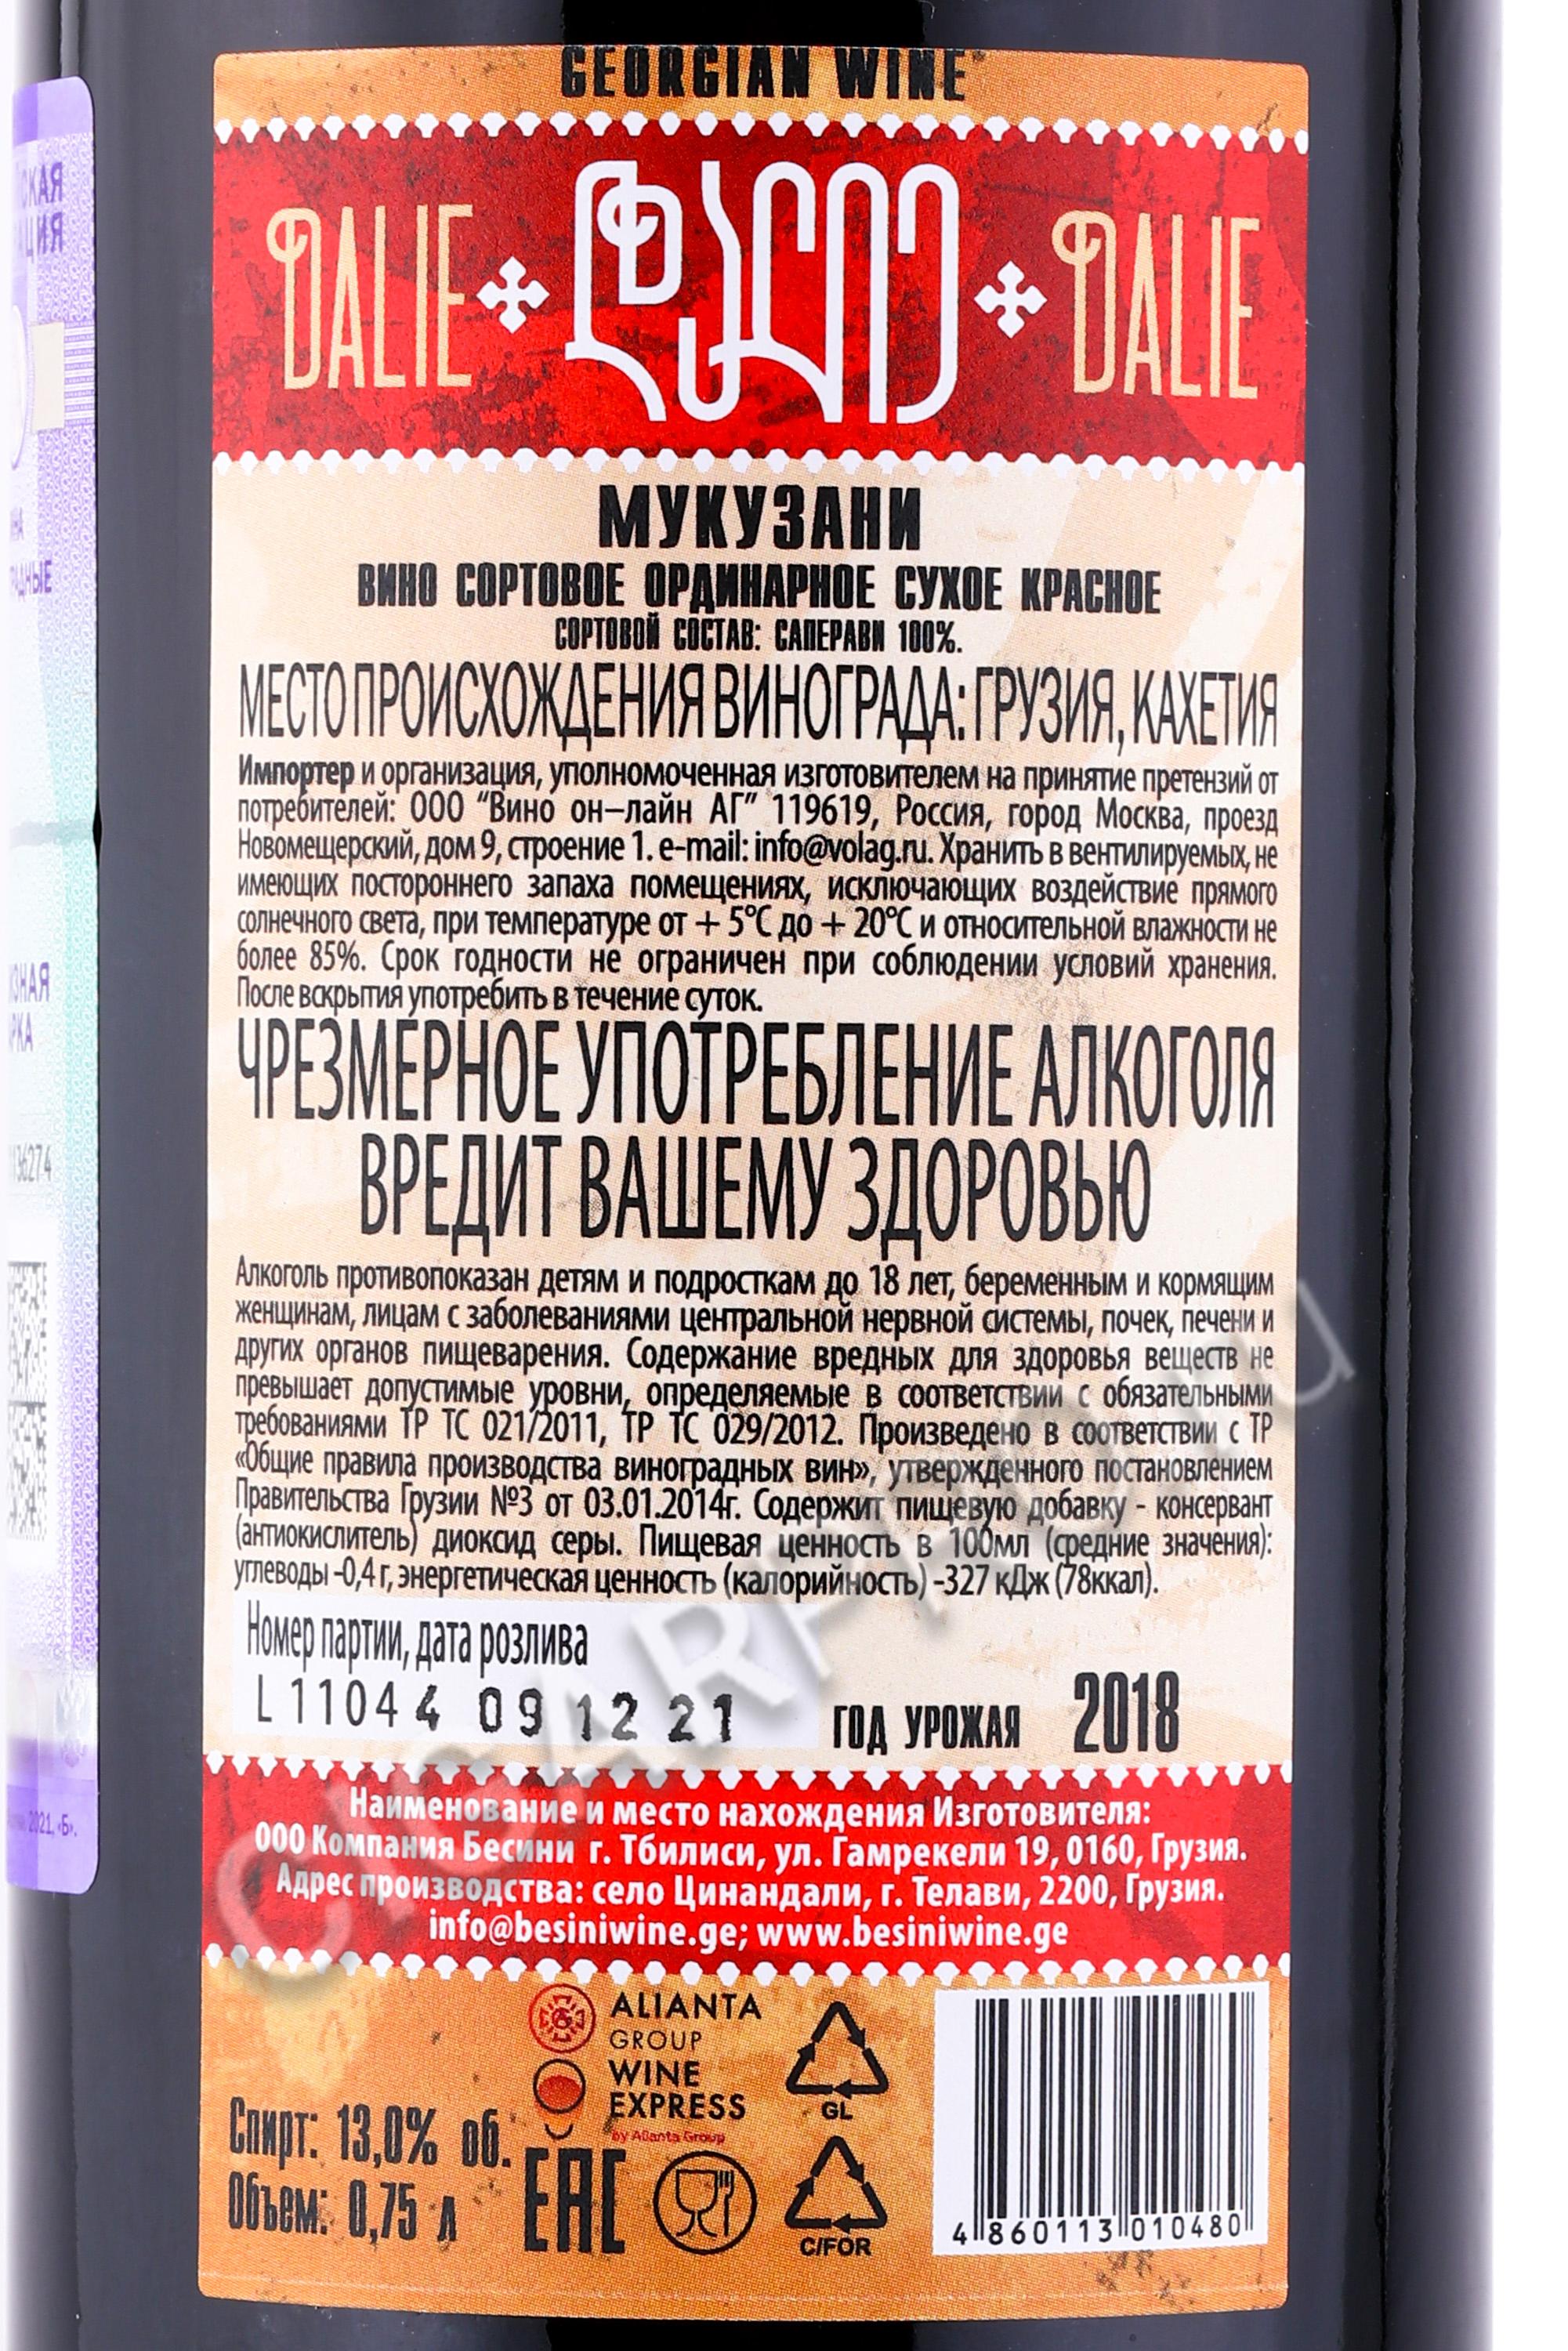 GEORGIAN WINE
DALIE დალიე DALIE
МУКУЗАНИ
ВИНО СОРТОВОЕ ОРДИНАРНОЕ СУХОЕ КРАСНОЕ
СОРТОВОЙ СОСТАВ: САПЕРАВИ 100%.
МЕСТО ПРОИСХОЖДЕНИЯ ВИНОГРАДА: ГРУЗИЯ, КАХЕТИЯ
Импортер и организация, уполномоченная изготовителем на принятие претензий от
потребителей: ООО “Вино он–лайн АГ” 119619, Россия, город Москва, проезд
Новомещерский, дом 9, строение 1. e-mail: info@volag.ru. Хранить в вентилируемых, не
имеющих постороннего запаха помещениях, исключающих воздействие прямого
солнечного света, при температуре от + 5°С до + 20°С и относительной влажности не
более 85%. Срок годности не ограничен при соблюдении условий хранения.
После вскрытия употребить в течение суток.
ЧРЕЗМЕРНОЕ УПОТРЕБЛЕНИЕ АЛКОГОЛЯ
ВРЕДИТ ВАШЕМУ ЗДОРОВЬЮ
Алкоголь противопоказан детям и подросткам до 18 лет, беременным и кормящим
женщинам, лицам с заболеваниями центральной нервной системы, почек, печени и
других органов пищеварения. Содержание вредных для здоровья веществ не
превышает допустимые уровни, определяемые в соответствии с обязательными
требованиями ТР ТС 021/2011, ТР ТС 029/2012. Произведено в соответствии с ТР
«Общие правила производства виноградных вин», утвержденного постановлением
Правительства Грузии №3 от 03.01.2014г. Содержит пищевую добавку - консервант
(антиокислитель) диоксид серы. Пищевая ценность в 100мл (средние значения):
углеводы -0,4 г, энергетическая ценность (калорийность) -327 кДж (78ккал).
Номер партии, дата розлива
L11044 09 12 21
ГОД УРОЖАЯ 2018
Наименование и место нахождения Изготовителя:
ООО Компания Бесини г. Тбилиси, ул. Гамрекели 19, 0160, Грузия.
Адрес производства: село Цинандали, г. Телави, 2200, Грузия.
info@besiniwine.ge; www.besiniwine.ge
ALIANTA
GROUP
WINE
EXPRESS
by Alianta Group
Спирт: 13,0% об.
Объем: 0,75 л
EAC
GL
C/FOR
4 860113 010480
CIGARPRO.ru
36274
2021, «Б».